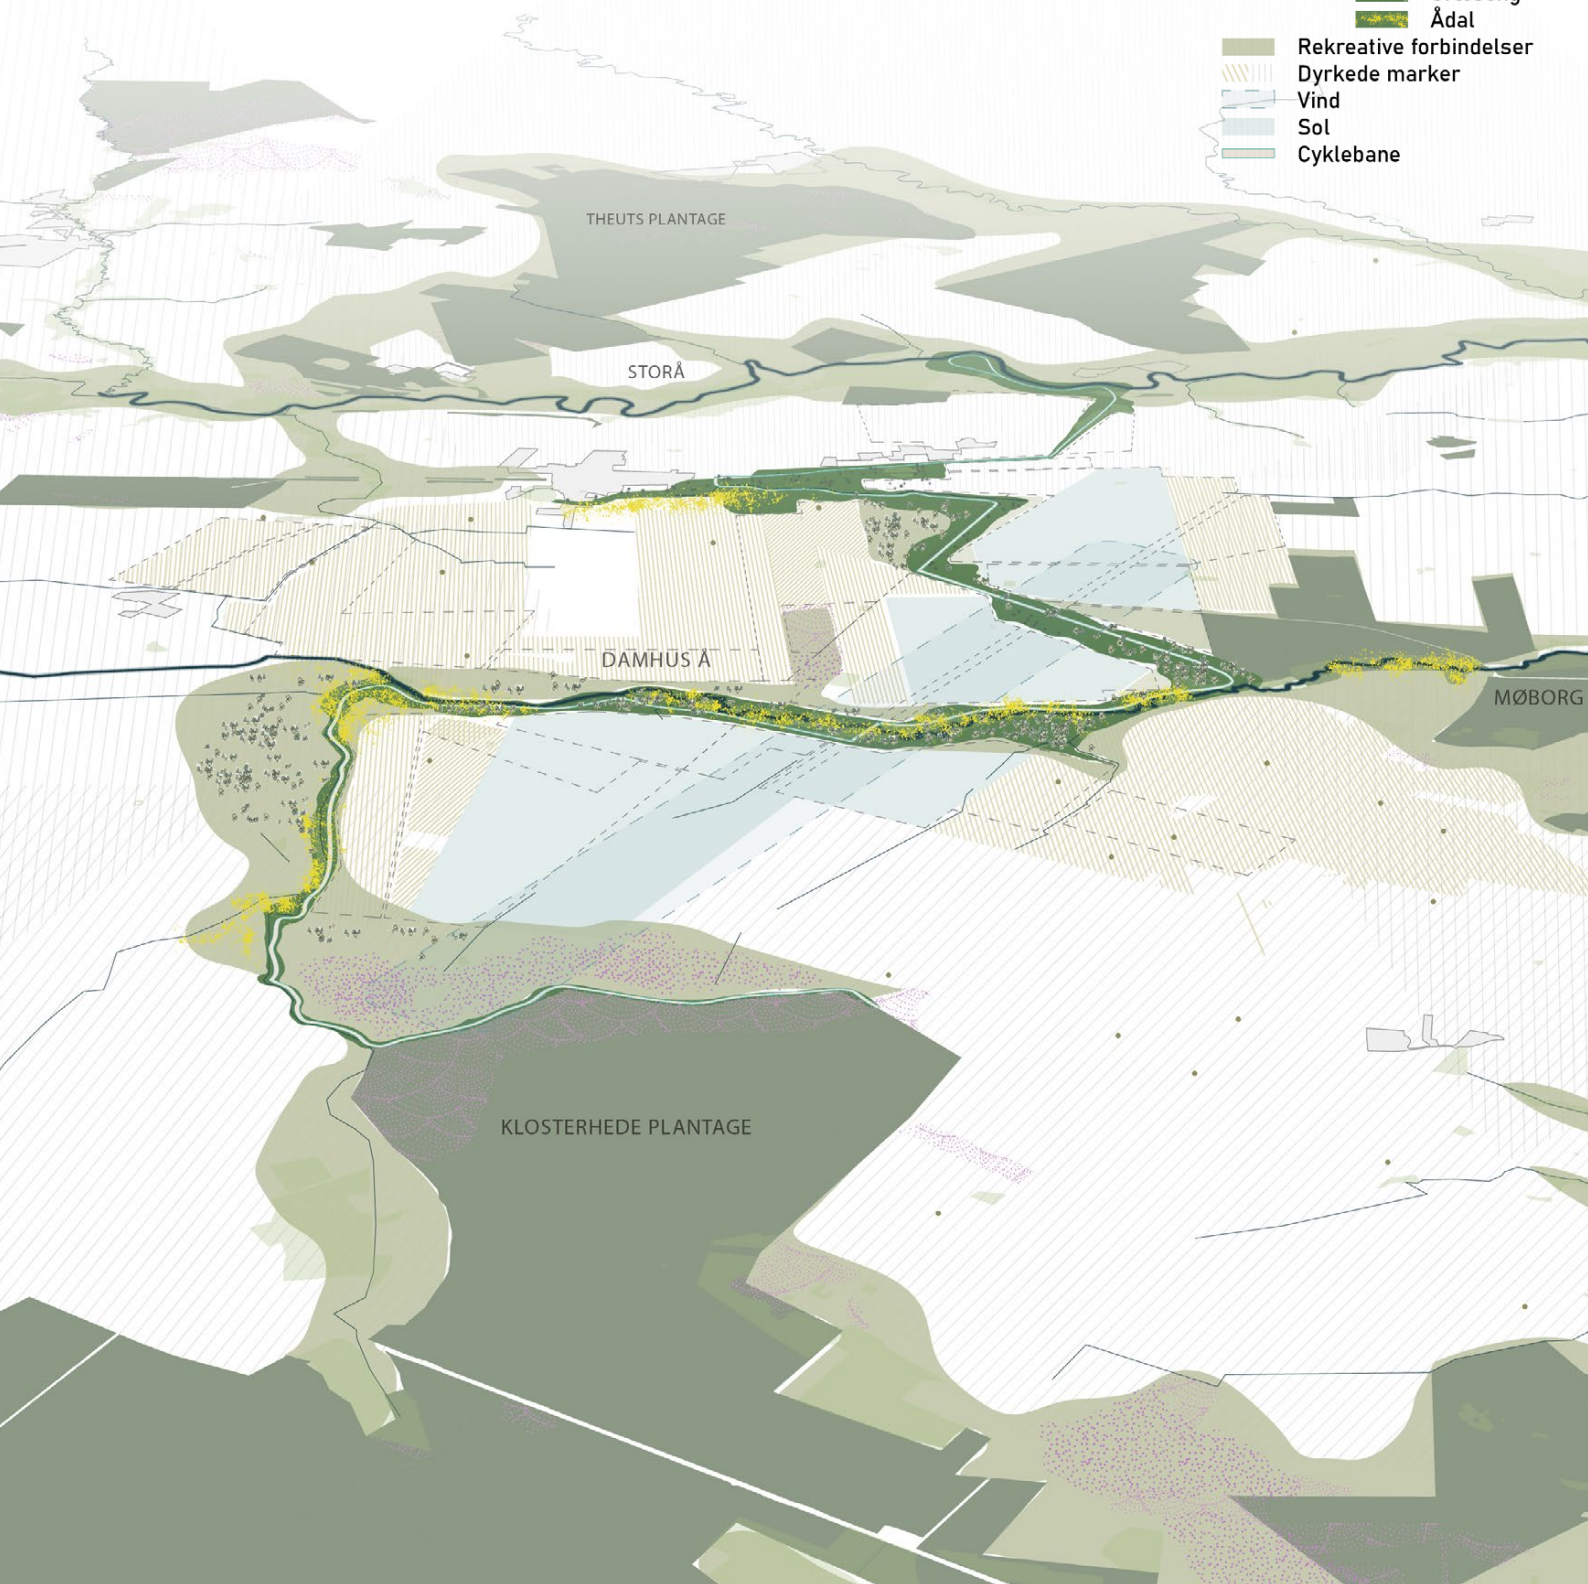 Ådal
Rekreative forbindelser
Dyrkede marker
Vind
Sol
Cyklebane
THEUTS PLANTAGE
STORÅ
DAMHUS Å
MØBORG
KLOSTERHEDE PLANTAGE